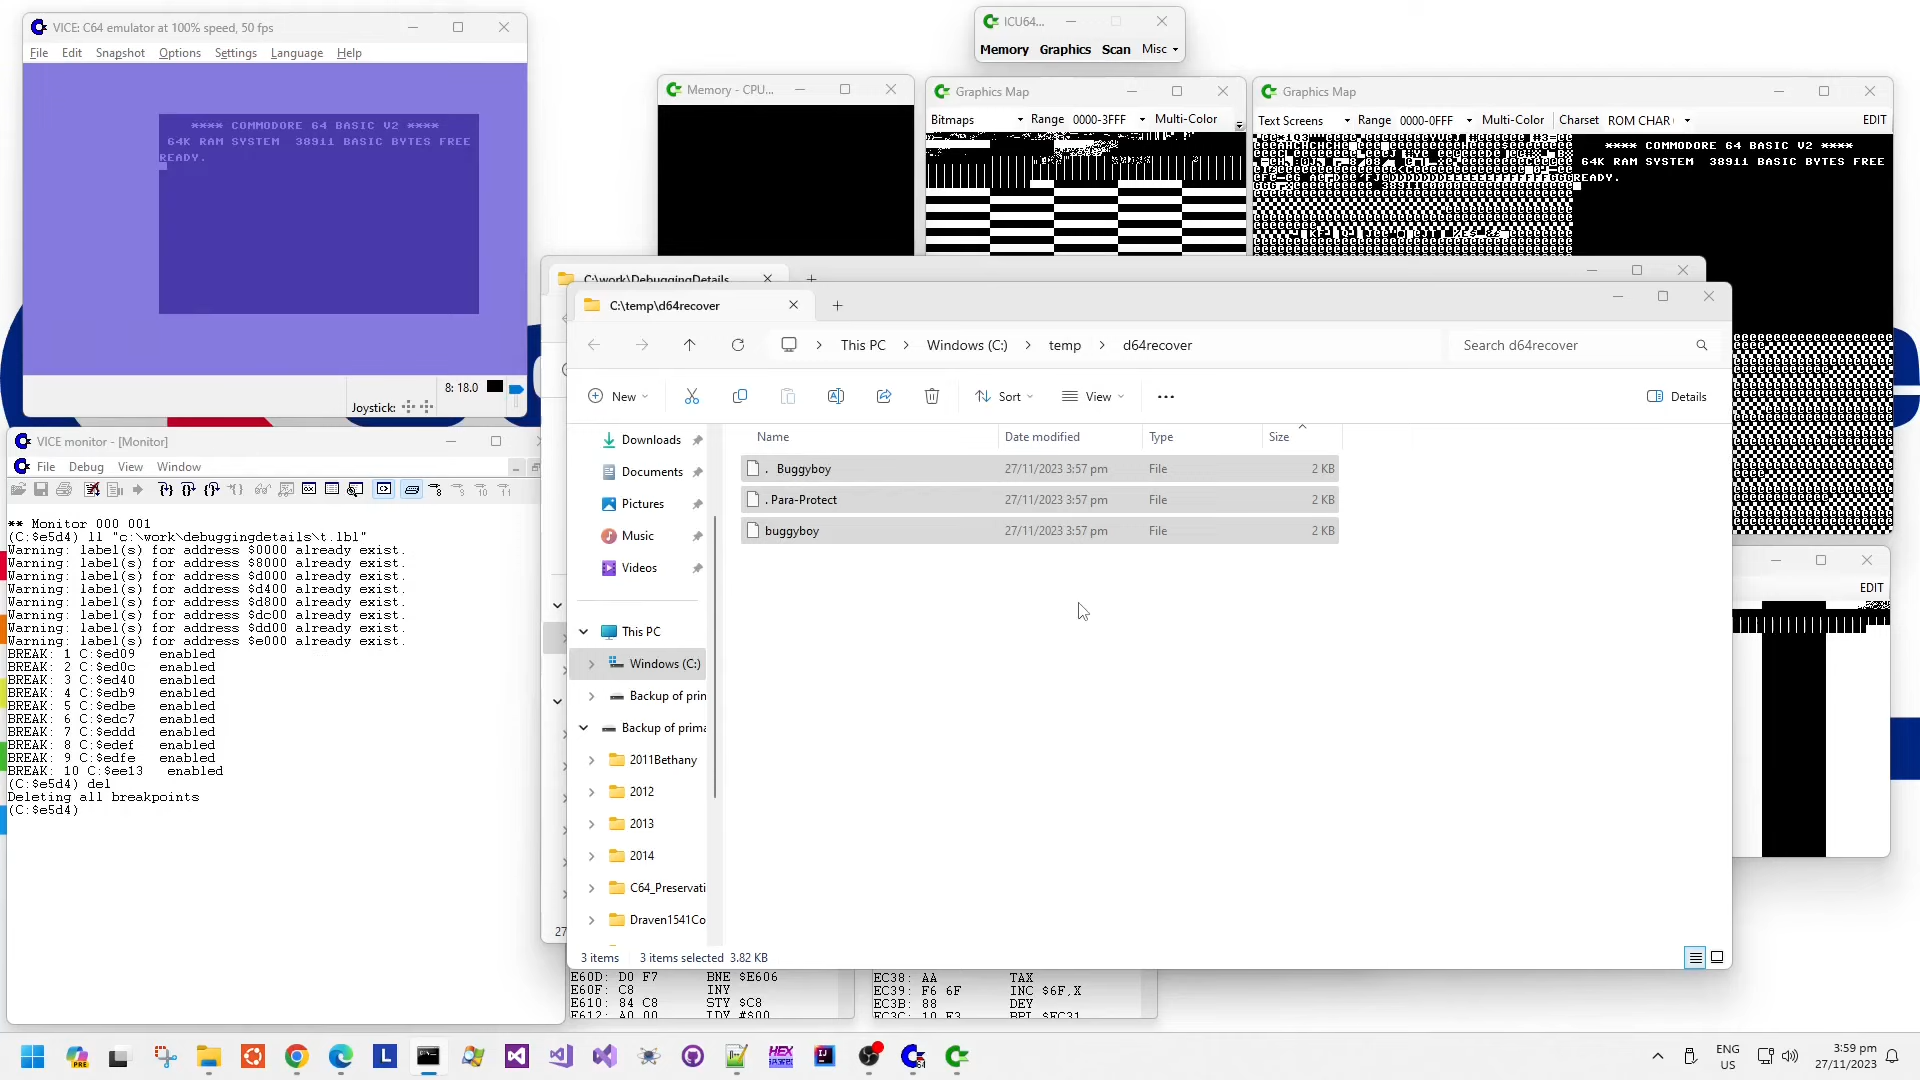 VICE: C64 emulator at 100% speed, 50 fps
File Edit Snapshot Options Settings Language Help
**** COMMODORE 64 BASIC V2 ****
64K RAM SYSTEM 38911 BASIC BYTES FREE
READY.
8: 18.0
Joystick:
ICU64...
Memory Graphics Scan Misc
Memory - CPU...
Graphics Map
Bitmaps Range 0000-3FFF Multi-Color
Graphics Map
Text Screens Range 0000-0FFF Multi-Color Charset ROM CHAR EDIT
**** COMMODORE 64 BASIC V2 ****
64K RAM SYSTEM 38911 BASIC BYTES FREE
READY.
EDIT
C:\work\DebuggingDetails
C:\temp\d64recover
This PC > Windows (C:) > temp > d64recover
Search d64recover
New Sort View ... Details
Name Date modified Type Size
. Buggyboy 27/11/2023 3:57 pm File 2 KB
. Para-Protect 27/11/2023 3:57 pm File 2 KB
buggyboy 27/11/2023 3:57 pm File 2 KB
Downloads
Documents
Pictures
Music
Videos
This PC
Windows (C:)
Backup of prin
Backup of prima
2011Bethany
2012
2013
2014
C64_Preservati
Draven1541Co
27
3 items 3 items selected 3.82 KB
VICE monitor - [Monitor]
File Debug View Window
** Monitor 000 001
(C:$e5d4) ll "c:\work\debuggingdetails\t.lbl"
Warning: label(s) for address $0000 already exist.
Warning: label(s) for address $8000 already exist.
Warning: label(s) for address $d000 already exist.
Warning: label(s) for address $d400 already exist.
Warning: label(s) for address $d800 already exist.
Warning: label(s) for address $dc00 already exist.
Warning: label(s) for address $dd00 already exist.
Warning: label(s) for address $e000 already exist.
BREAK: 1 C:$ed09 enabled
BREAK: 2 C:$ed0c enabled
BREAK: 3 C:$ed40 enabled
BREAK: 4 C:$edb9 enabled
BREAK: 5 C:$edbe enabled
BREAK: 6 C:$edc7 enabled
BREAK: 7 C:$eddd enabled
BREAK: 8 C:$edef enabled
BREAK: 9 C:$edfe enabled
BREAK: 10 C:$ee13 enabled
(C:$e5d4) del
Deleting all breakpoints
(C:$e5d4)
E60D: D0 F7 BNE $E606
E60F: C8 INY
E610: 84 C8 STY $C8
E612: A0 00 LDY #$00
EC38: AA TAX
EC39: F6 6F INC $6F,X
EC3B: 88 DEY
EC3C: 10 F3 BPL $EC31
ENG
US
3:59 pm
27/11/2023